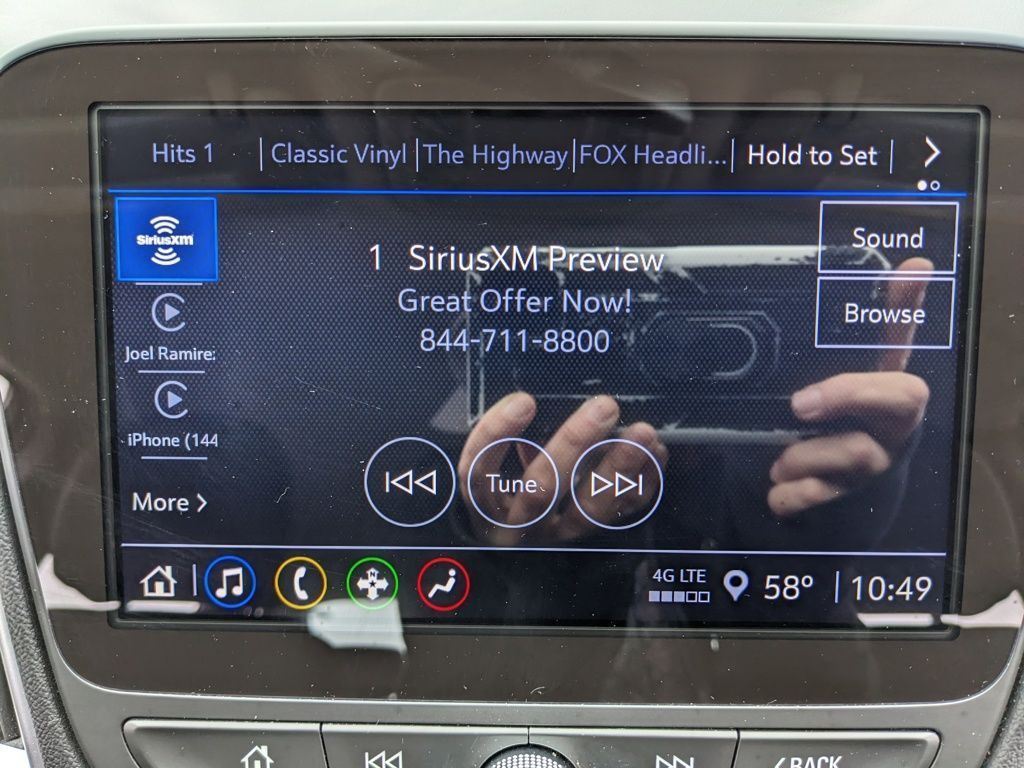 Hits 1 Classic Vinyl The Highway FOX Headli... Hold to Set
SiriusXM
1 SiriusXM Preview
Great Offer Now!
844-711-8800
Sound
Browse
Joel Ramire
iPhone (144
More
Tune
N
4G LTE
58° 10:49
BACK